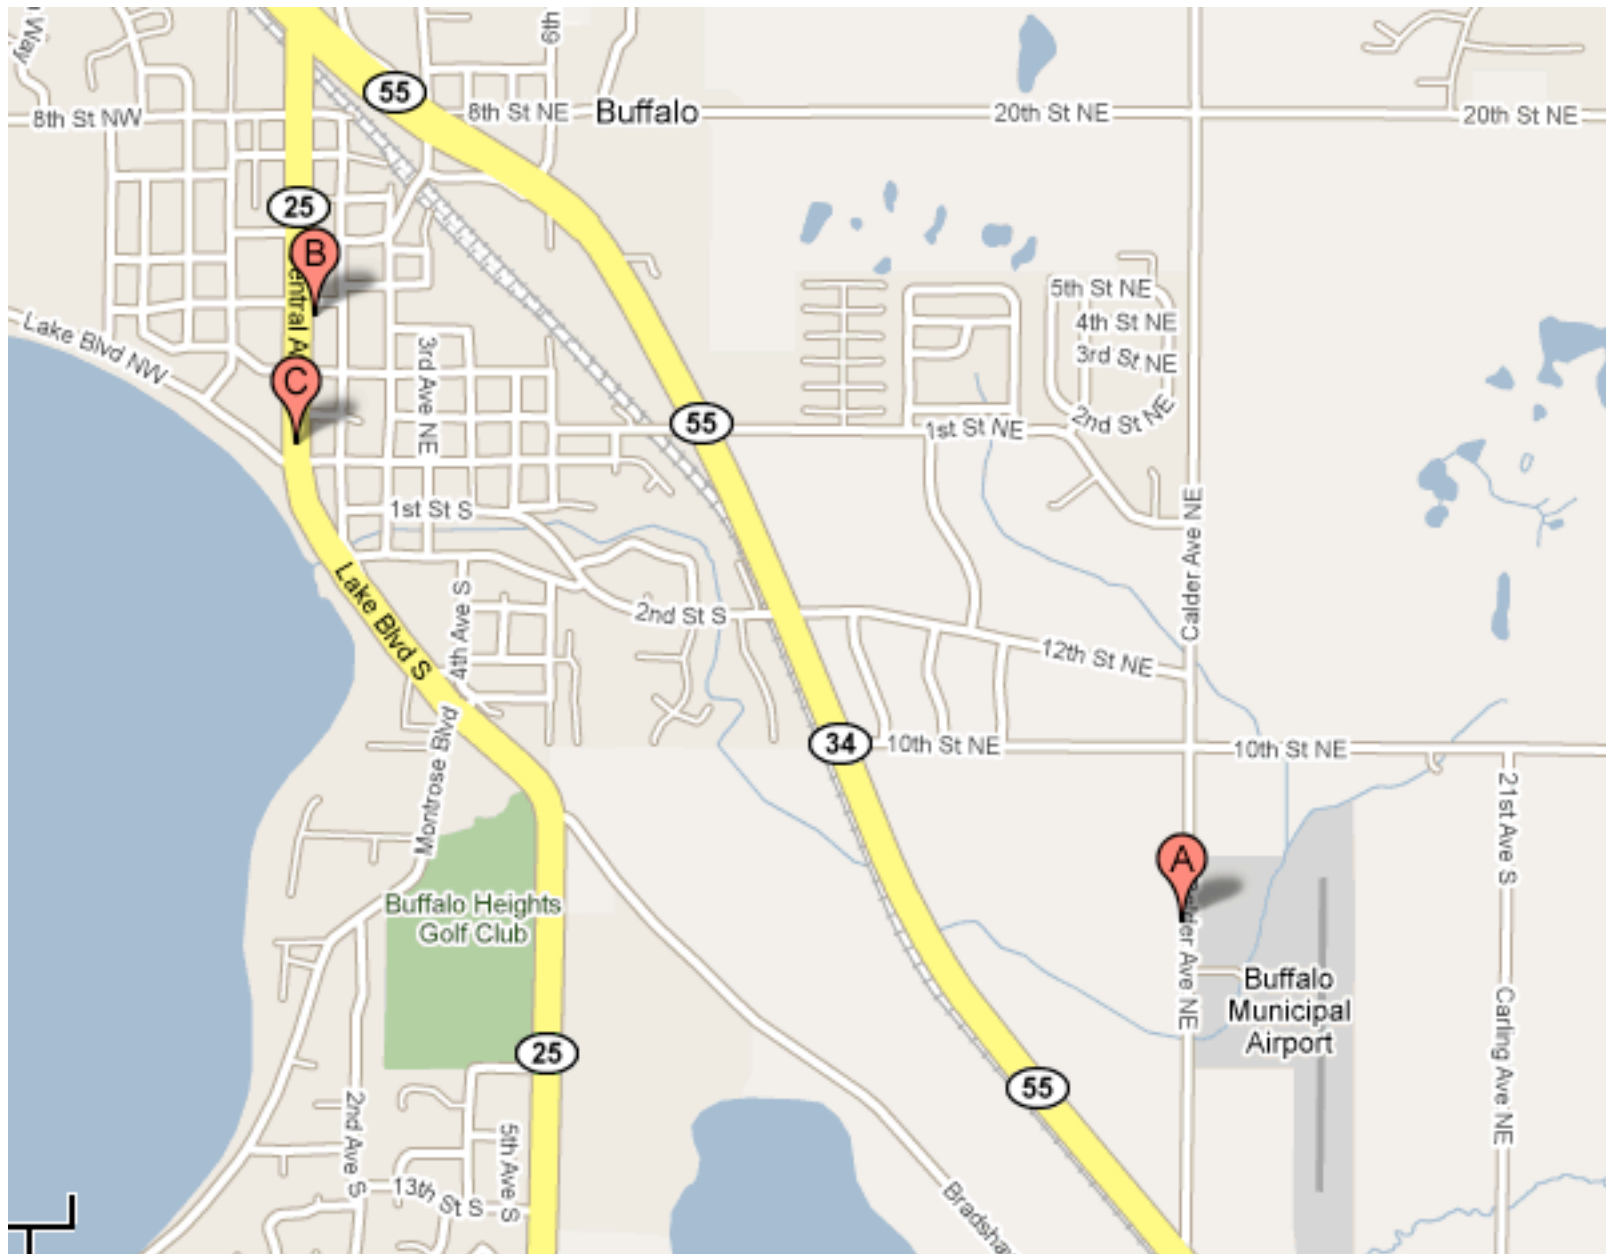 Way
6th
55
8th St NW
8th St NE
Buffalo
20th St NE
20th St NE
25
B
entral A
Lake Blvd NW
C
3rd Ave NE
5th St NE
4th St NE
3rd St NE
2nd St NE
55
1st St NE
1st St S
Calder Ave NE
Lake Blvd S
4th Ave S
2nd St S
12th St NE
Montrose Blvd
34
10th St NE
10th St NE
21st Ave S
A
Buffalo Heights
Golf Club
Ave NE
Buffalo
Municipal
Airport
Carling Ave NE
25
55
2nd Ave S
5th Ave S
13th St S
Bradshaw